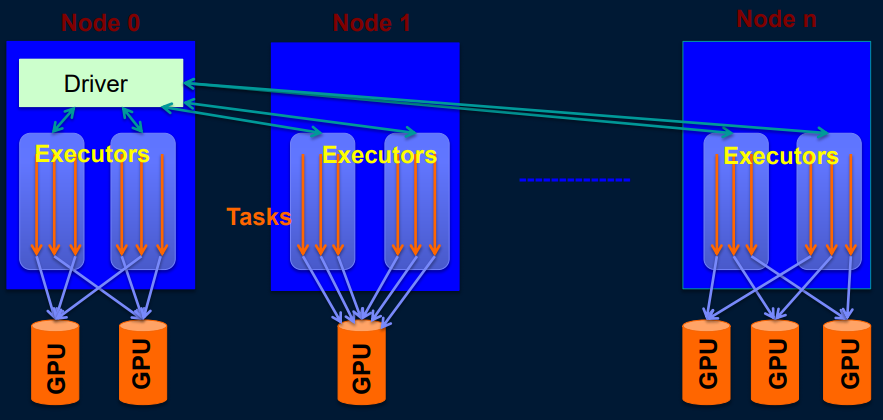 Node 0
Node 1
Node n
Driver
Executors
Executors
Executors
Tasks
GPU
GPU
GPU
GPU
GPU
GPU